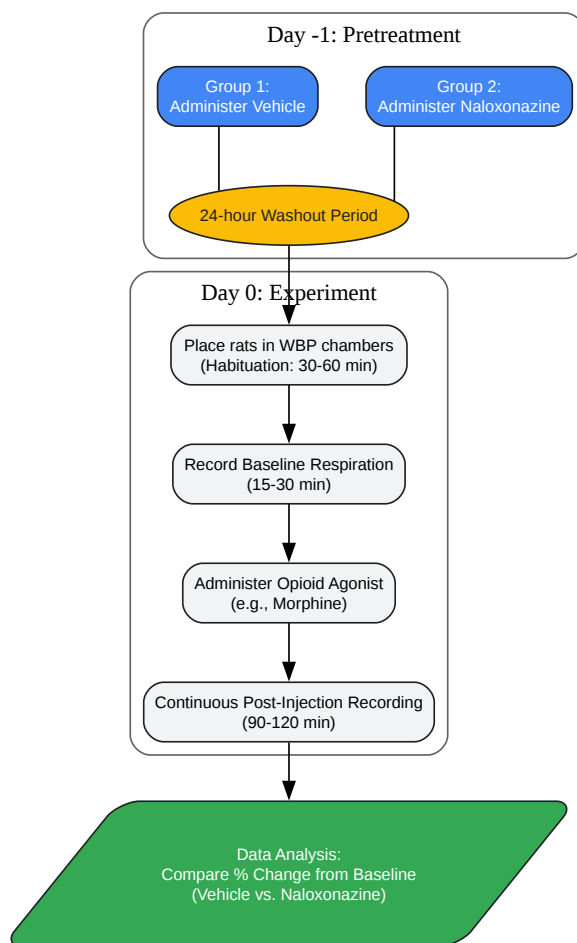 Day -1: Pretreatment
Group 1:
Administer Vehicle
Group 2:
Administer Naloxonazine
24-hour Washout Period
Day 0: Experiment
Place rats in WBP chambers
(Habituation: 30-60 min)
Record Baseline Respiration
(15-30 min)
Administer Opioid Agonist
(e.g., Morphine)
Continuous Post-Injection Recording
(90-120 min)
Data Analysis:
Compare % Change from Baseline
(Vehicle vs. Naloxonazine)